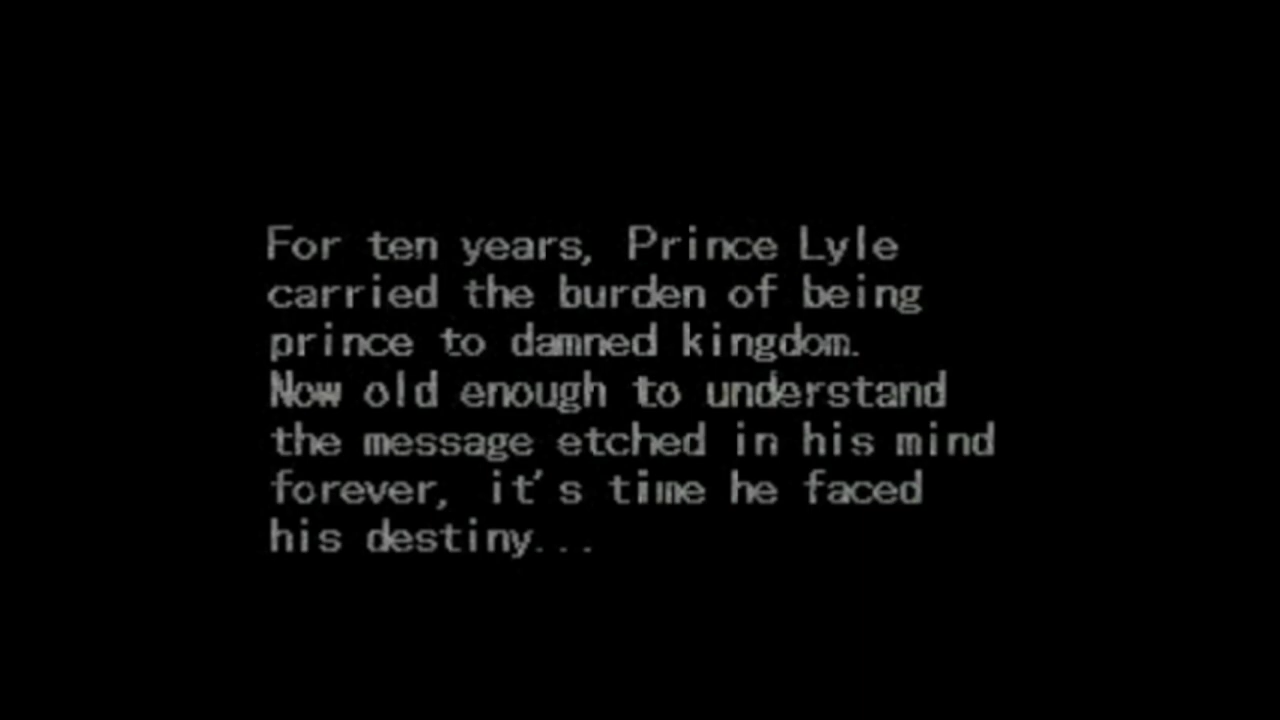 For ten years, Prince Lyle
carried the burden of being
prince to damned kingdom.
Now old enough to understand
the message etched in his mind
forever, it's time he faced
his destiny...